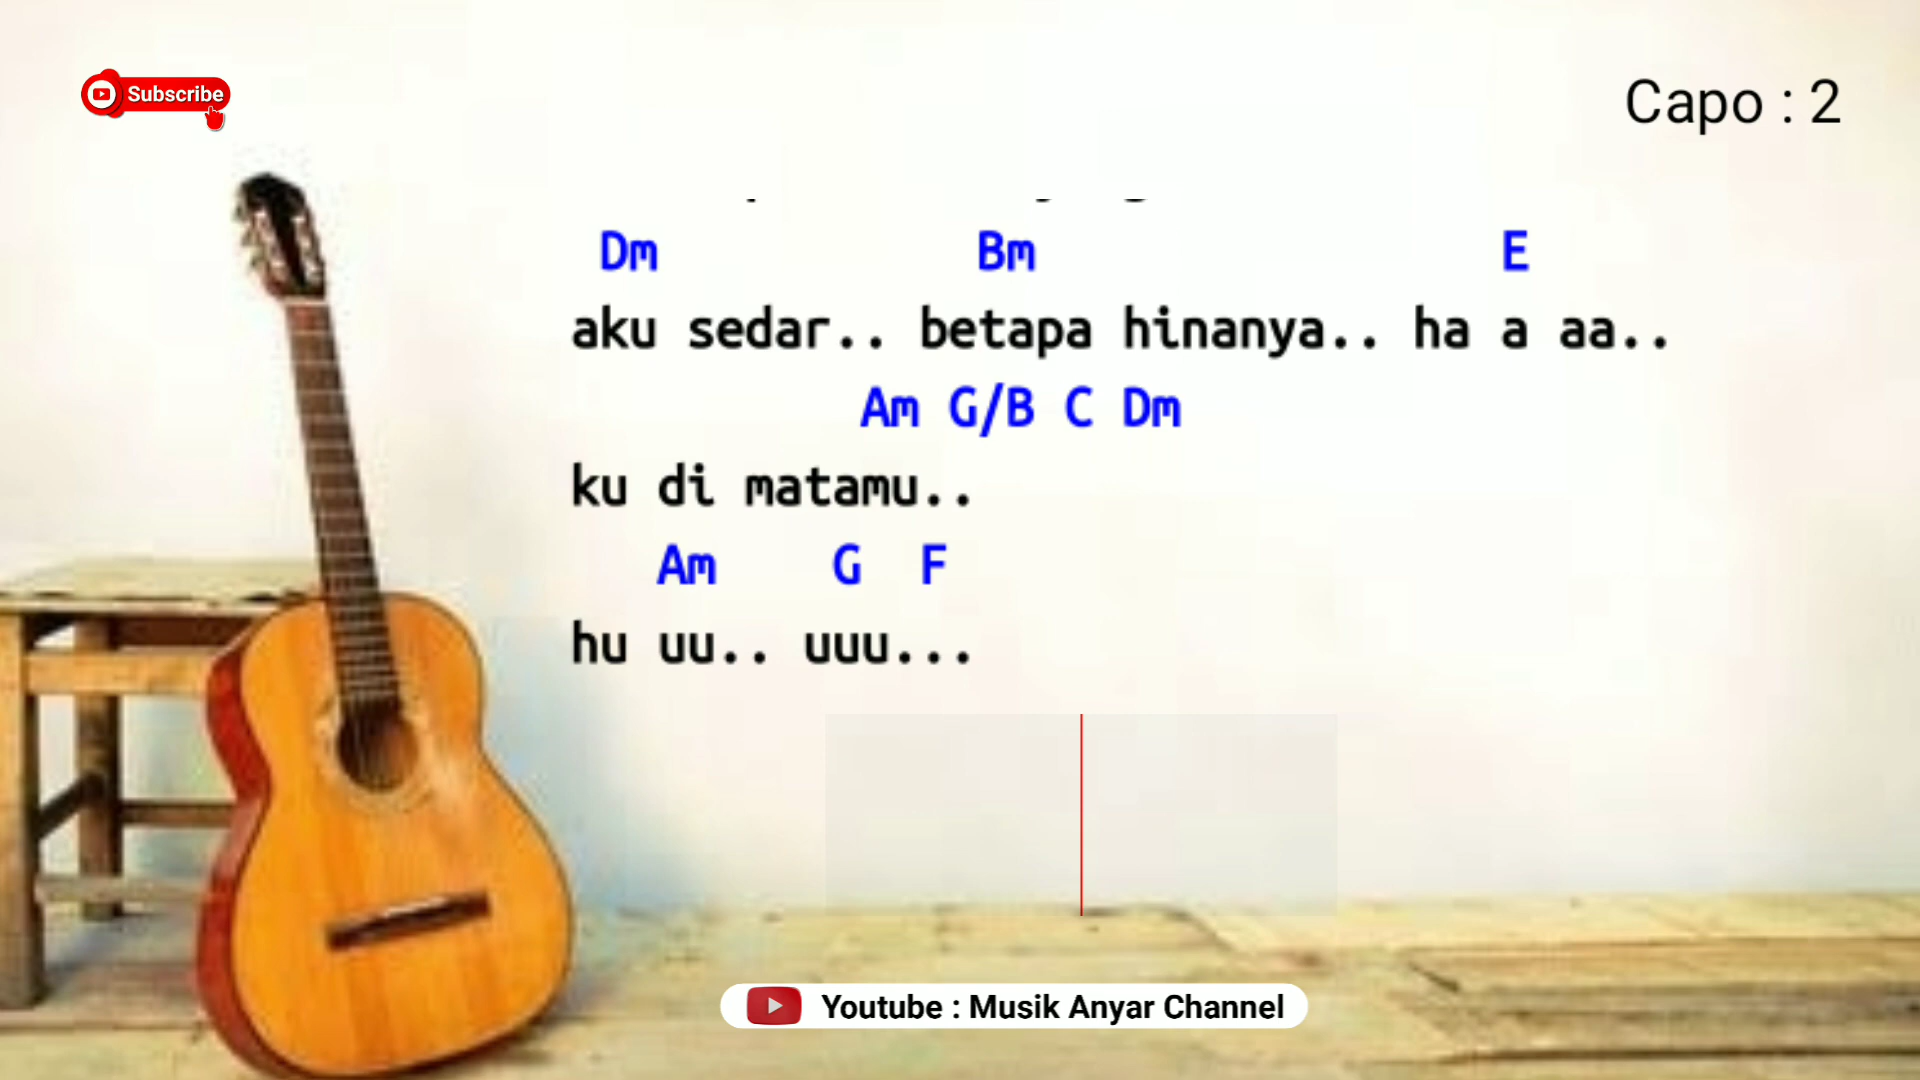 Subscribe
Capo : 2
Dm Bm E
aku sedar.. betapa hinanya.. ha a aa..
Am G/B C Dm
ku di matamu..
Am G F
hu uu.. uuu...
Youtube : Musik Anyar Channel